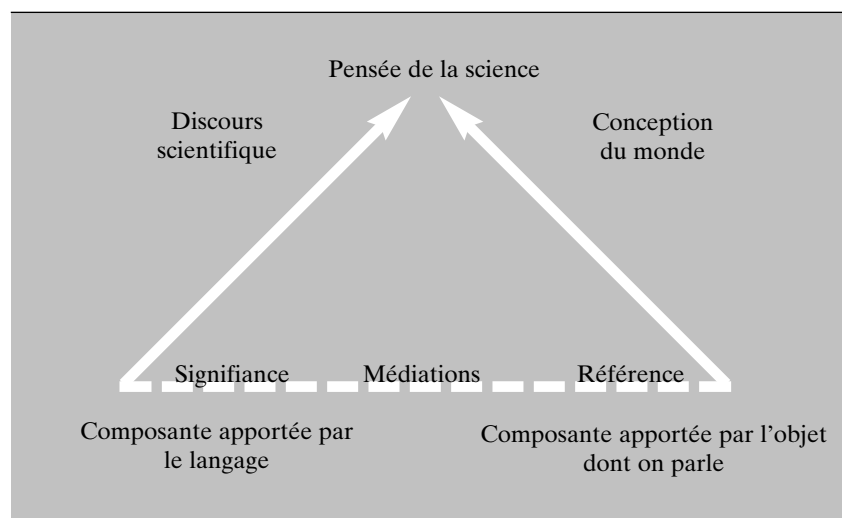 Pensée de la science
Discours
scientifique
Conception
du monde
Signifiance
Médiations
Référence
Composante apportée par
le langage
Composante apportée par l'objet
dont on parle